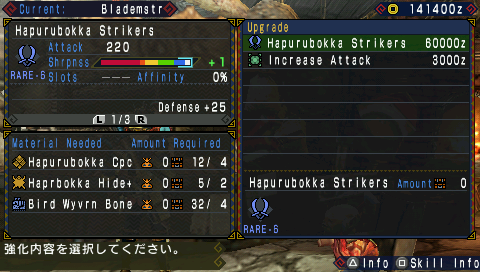 Current: Blademstr
141400z
Hapurubokka Strikers
Attack 220
Shrpnss +1
RARE-6
Slots --- Affinity 0%
Defense +25
L 1/3 R
Material Needed Amount Required
Hapurubokka Cpc 0 12/ 4
Haprbokka Hide+ 0 5/ 2
Bird Wyvrn Bone 0 32/ 4
Upgrade
Hapurubokka Strikers 60000z
Increase Attack 3000z
Hapurubokka Strikers Amount 0
RARE-6
強化内容を選択してください。
Info Skill Info